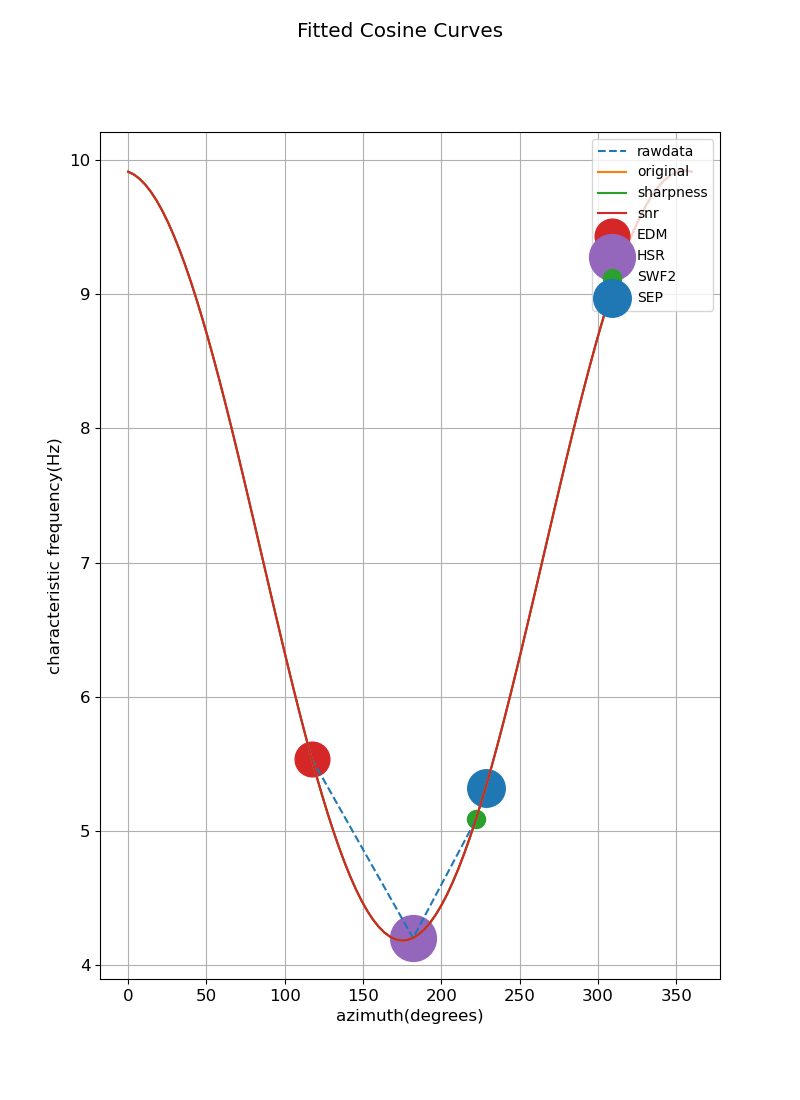 Fitted Cosine Curves
10
9
8
7
6
5
4
characteristic frequency(Hz)
0 50 100 150 200 250 300 350
azimuth(degrees)
rawdata
original
sharpness
snr
EDM
HSR
SWF2
SEP